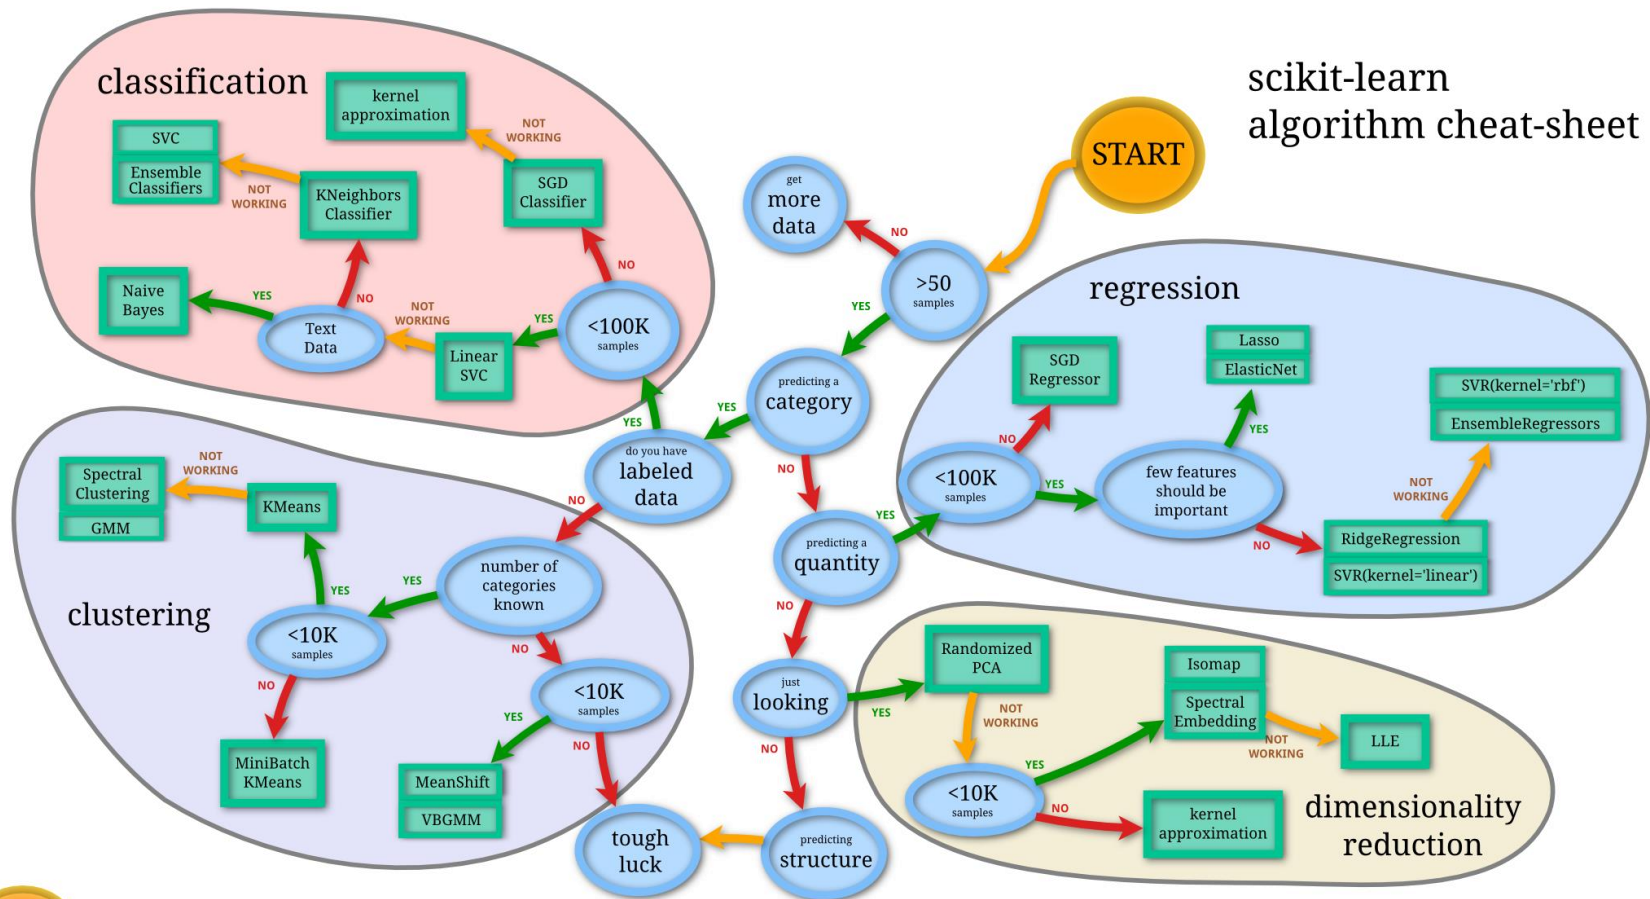 scikit-learn
algorithm cheat-sheet
START
classification
kernel
approximation
NOT
WORKING
SVC
Ensemble
Classifiers
NOT
WORKING
KNeighbors
Classifier
SGD
Classifier
NO
Naive
Bayes
YES
Text
Data
NO
NOT
WORKING
Linear
SVC
YES
<100K
samples
YES
get
more
data
NO
>50
samples
YES
predicting a
category
YES
NO
do you have
labeled
data
NO
predicting a
quantity
YES
NO
just
looking
YES
NO
predicting
structure
tough
luck
regression
SGD
Regressor
NO
<100K
samples
YES
Lasso
ElasticNet
YES
few features
should be
important
NO
SVR(kernel='rbf')
EnsembleRegressors
NOT
WORKING
RidgeRegression
SVR(kernel='linear')
clustering
Spectral
Clustering
GMM
NOT
WORKING
KMeans
YES
<10K
samples
NO
MiniBatch
KMeans
YES
number of
categories
known
NO
<10K
samples
YES
NO
MeanShift
VBGMM
Randomized
PCA
NOT
WORKING
<10K
samples
YES
NO
Isomap
Spectral
Embedding
NOT
WORKING
LLE
kernel
approximation
dimensionality
reduction